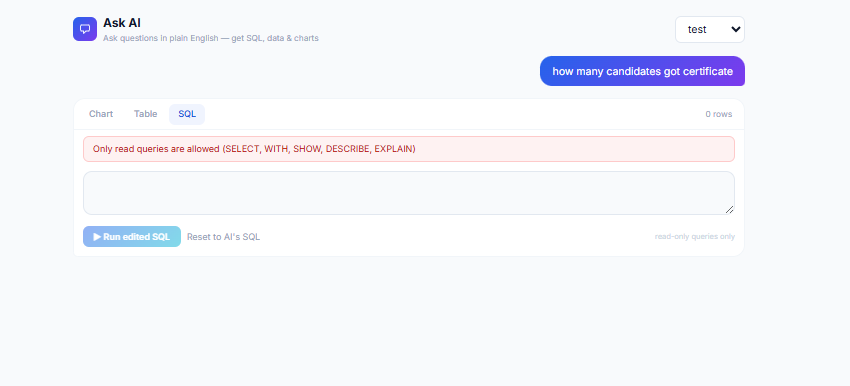 Ask AI
Ask questions in plain English — get SQL, data & charts
test
how many candidates got certificate
Chart Table SQL 0 rows
Only read queries are allowed (SELECT, WITH, SHOW, DESCRIBE, EXPLAIN)
▶ Run edited SQL Reset to AI's SQL read-only queries only